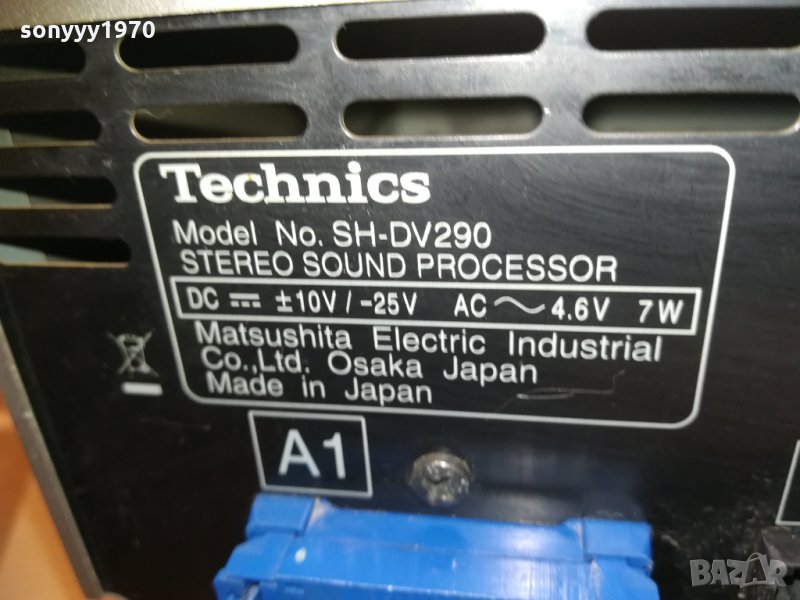 sonyyy1970
Technics
Model No. SH-DV290
STEREO SOUND PROCESSOR
DC ⎓ ±10V / -25V AC ～ 4.6V 7W
Matsushita Electric Industrial
Co.,Ltd. Osaka Japan
Made in Japan
A1
BAZAR